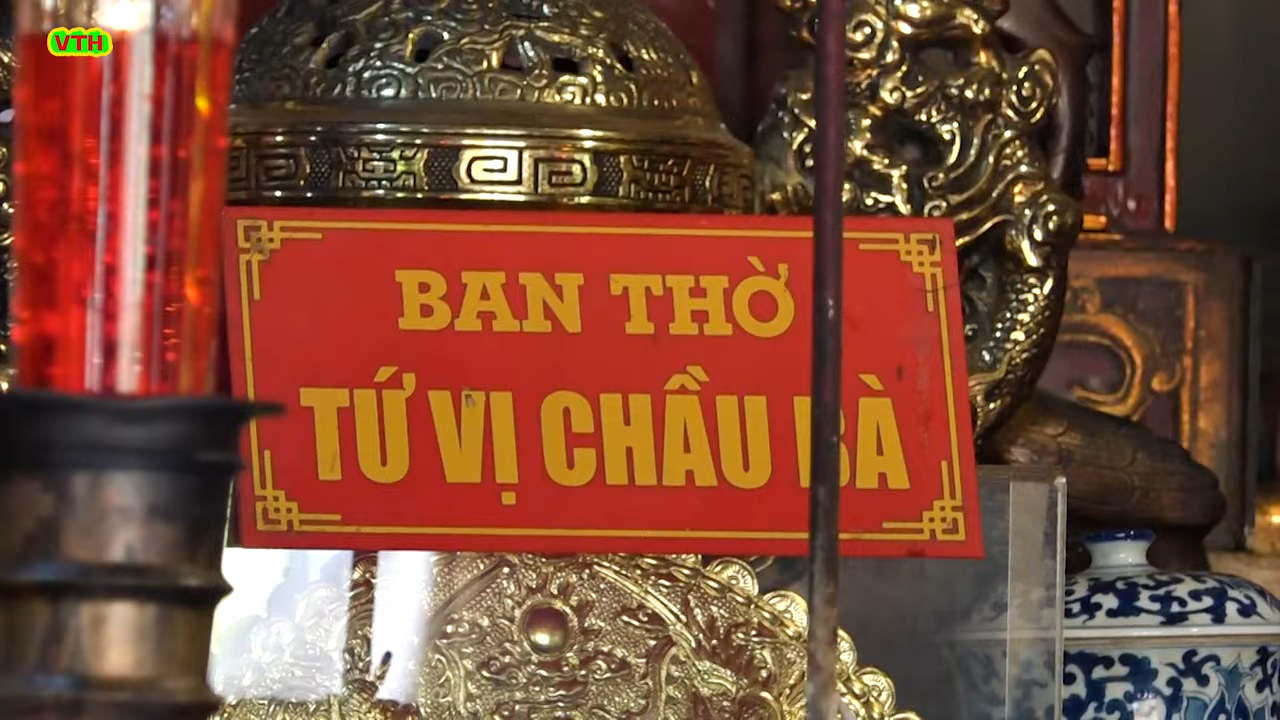 VTH
BAN THỜ
TỨ VỊ CHẦU BÀ